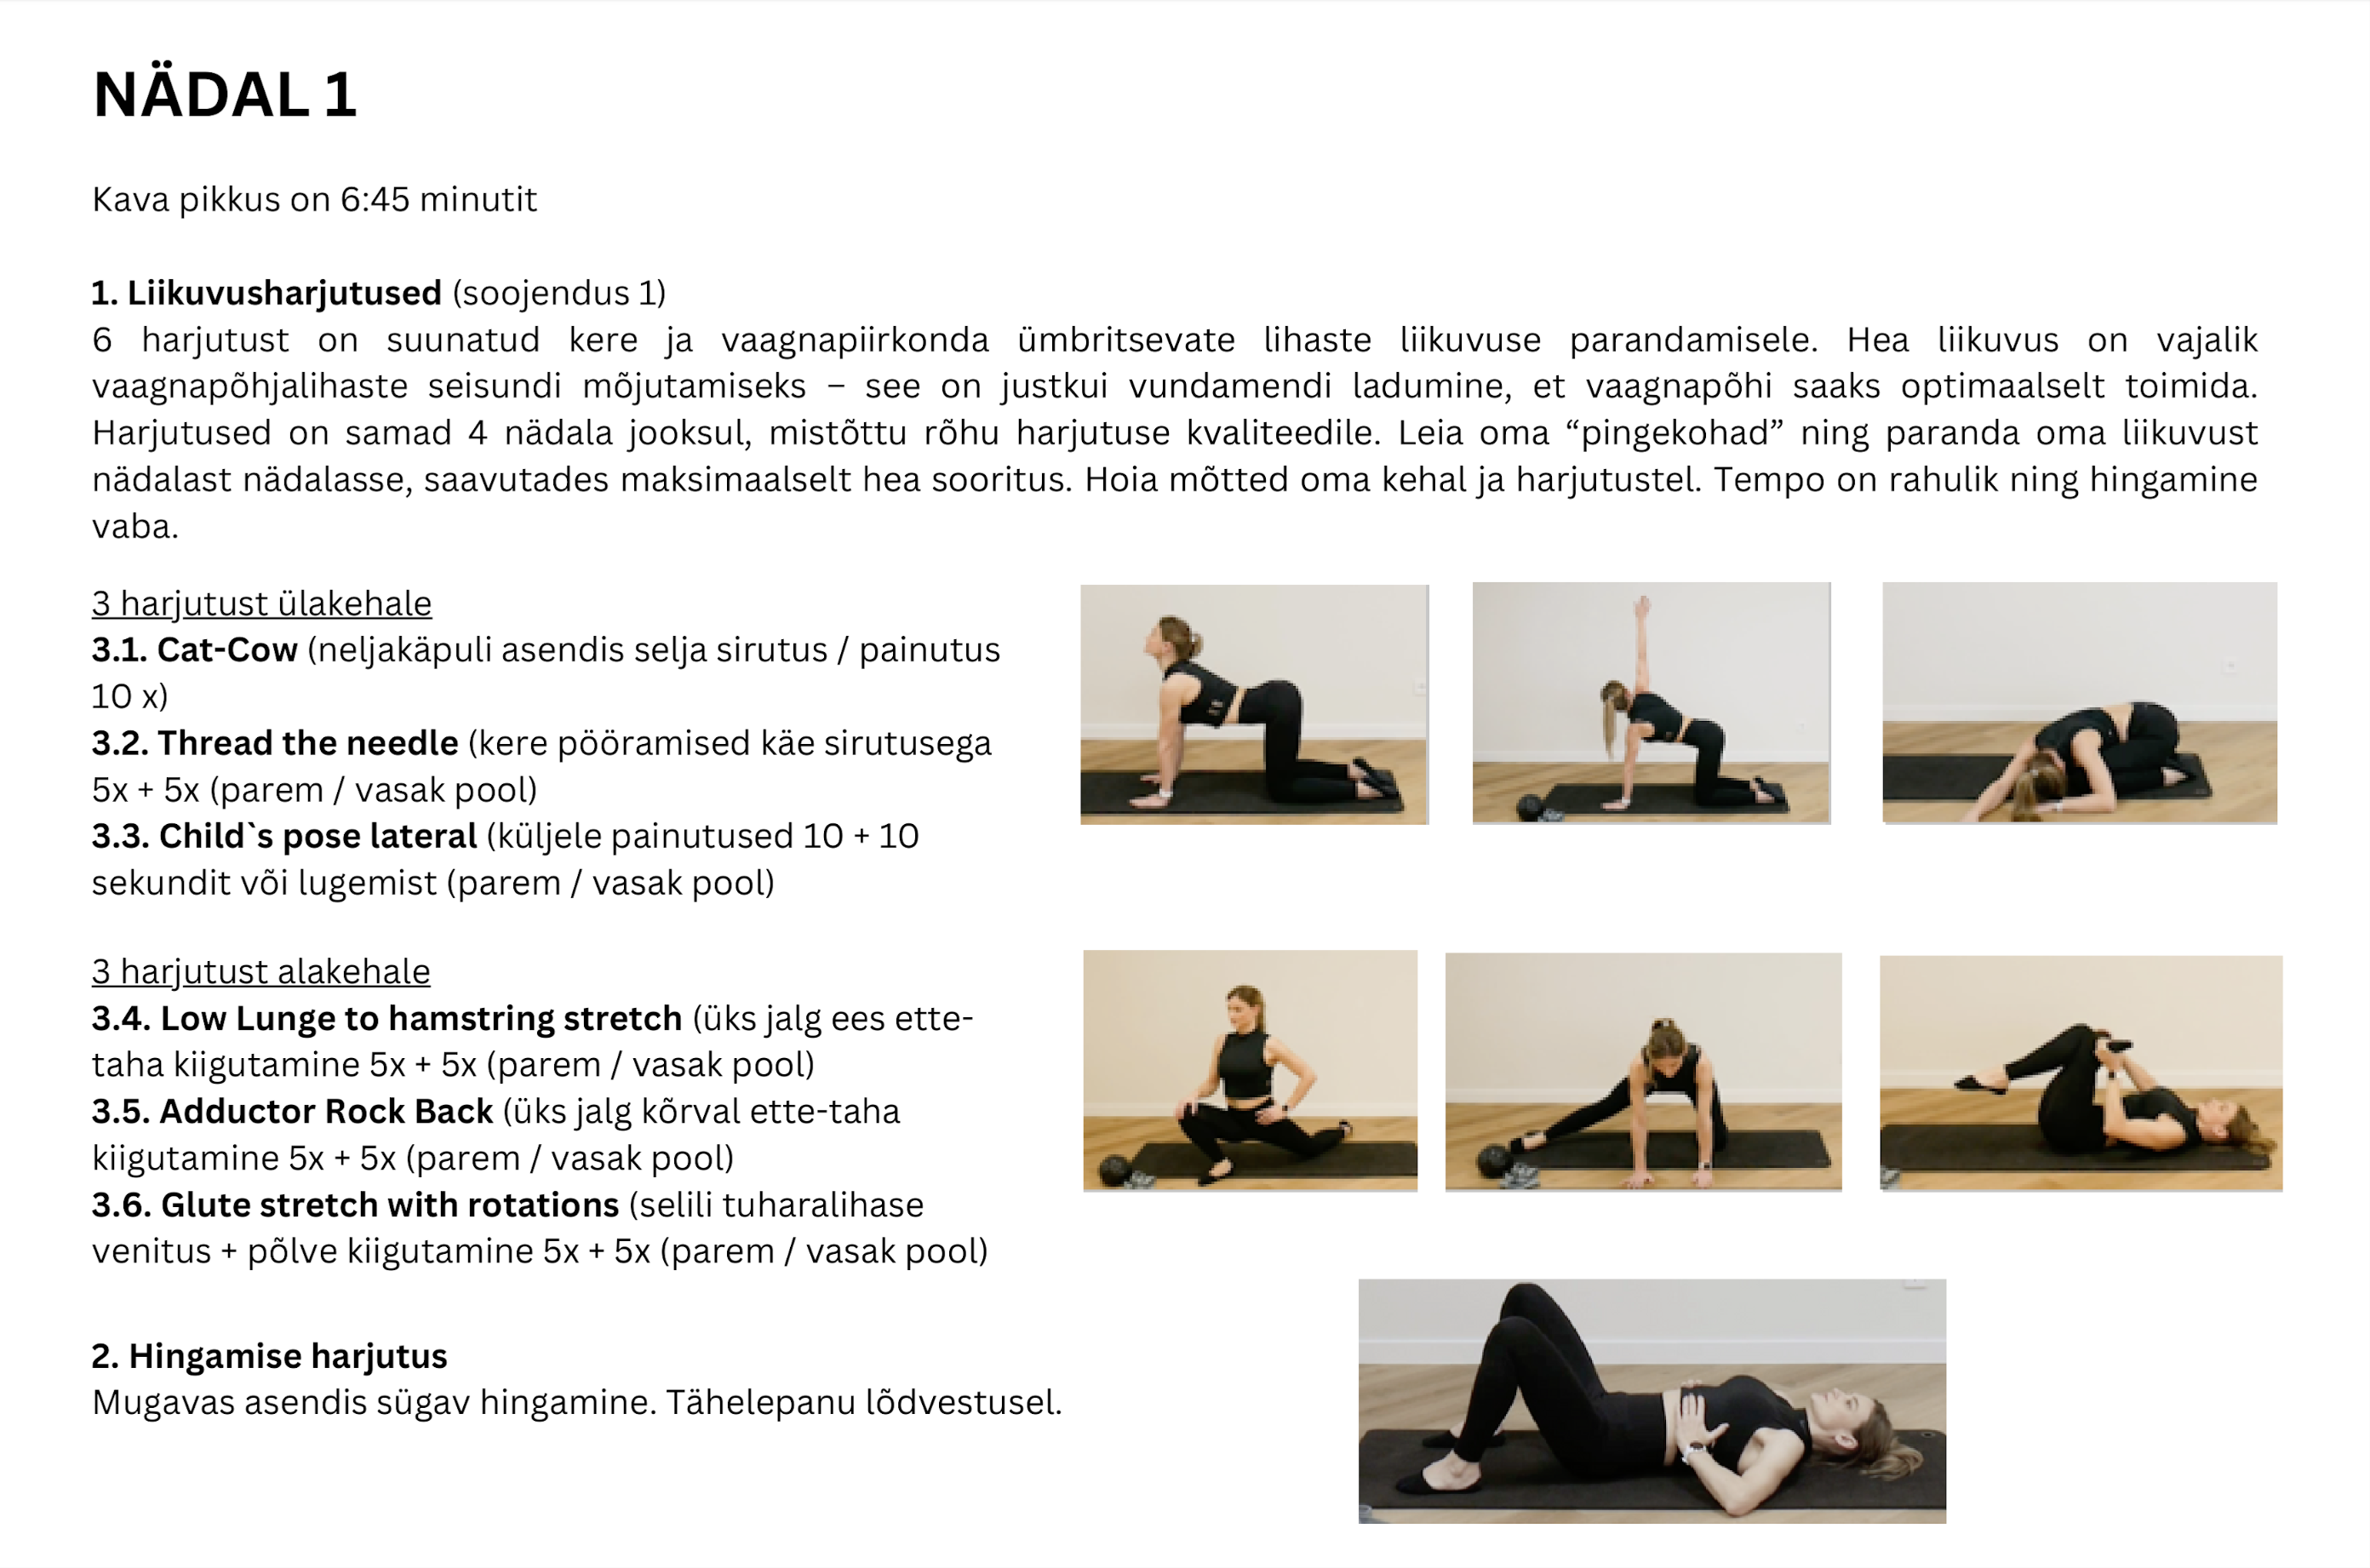 NÄDAL 1
Kava pikkus on 6:45 minutit
1. Liikuvusharjutused (soojendus 1)
6 harjutust on suunatud kere ja vaagnapiirkonda ümbritsevate lihaste liikuvuse parandamisele. Hea liikuvus on vajalik
vaagnapõhjalihaste seisundi mõjutamiseks – see on justkui vundamendi ladumine, et vaagnapõhi saaks optimaalselt toimida.
Harjutused on samad 4 nädala jooksul, mistõttu rõhu harjutuse kvaliteedile. Leia oma “pingekohad” ning paranda oma liikuvust
nädalast nädalasse, saavutades maksimaalselt hea sooritus. Hoia mõtted oma kehal ja harjutustel. Tempo on rahulik ning hingamine
vaba.
3 harjutust ülakehale
3.1. Cat-Cow (neljakäpuli asendis selja sirutus / painutus
10 x)
3.2. Thread the needle (kere pööramised käe sirutusega
5x + 5x (parem / vasak pool)
3.3. Child`s pose lateral (küljele painutused 10 + 10
sekundit või lugemist (parem / vasak pool)
3 harjutust alakehale
3.4. Low Lunge to hamstring stretch (üks jalg ees ette-
taha kiigutamine 5x + 5x (parem / vasak pool)
3.5. Adductor Rock Back (üks jalg kõrval ette-taha
kiigutamine 5x + 5x (parem / vasak pool)
3.6. Glute stretch with rotations (selili tuharalihase
venitus + põlve kiigutamine 5x + 5x (parem / vasak pool)
2. Hingamise harjutus
Mugavas asendis sügav hingamine. Tähelepanu lõdvestusel.